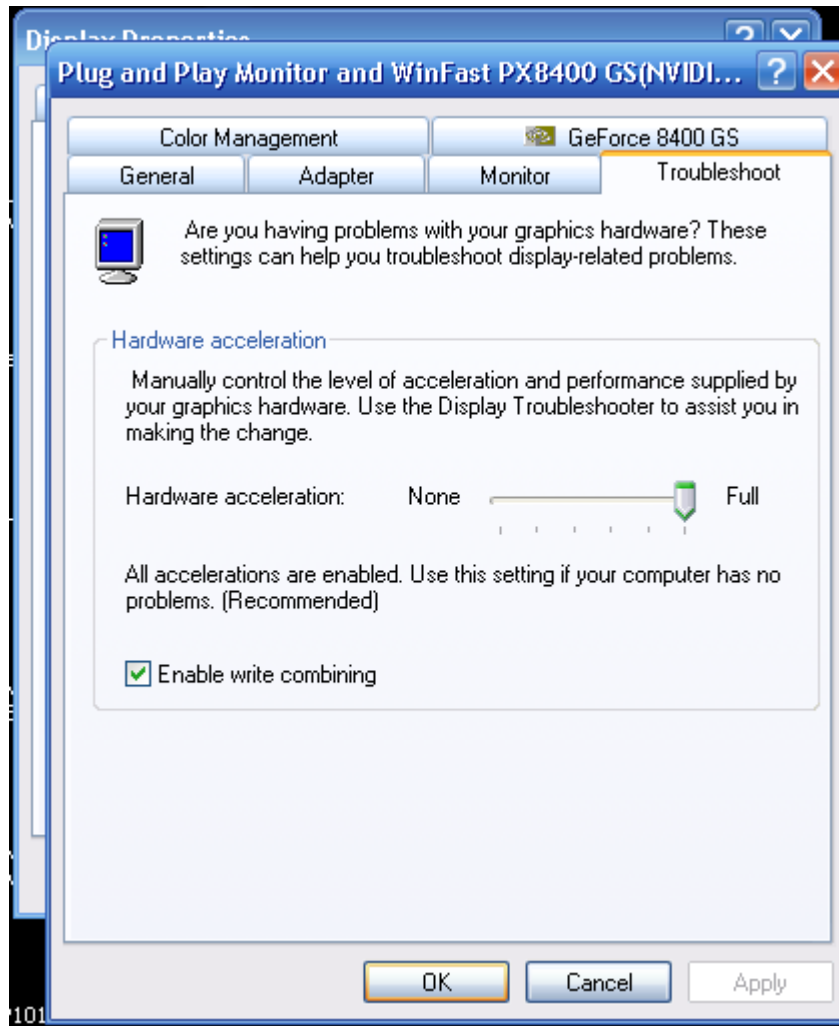 Display Properties
Plug and Play Monitor and WinFast PX8400 GS(NVIDI...
Color Management
GeForce 8400 GS
General
Adapter
Monitor
Troubleshoot
Are you having problems with your graphics hardware? These
settings can help you troubleshoot display-related problems.
Hardware acceleration
Manually control the level of acceleration and performance supplied by
your graphics hardware. Use the Display Troubleshooter to assist you in
making the change.
Hardware acceleration: None Full
All accelerations are enabled. Use this setting if your computer has no
problems. (Recommended)
Enable write combining
OK
Cancel
Apply